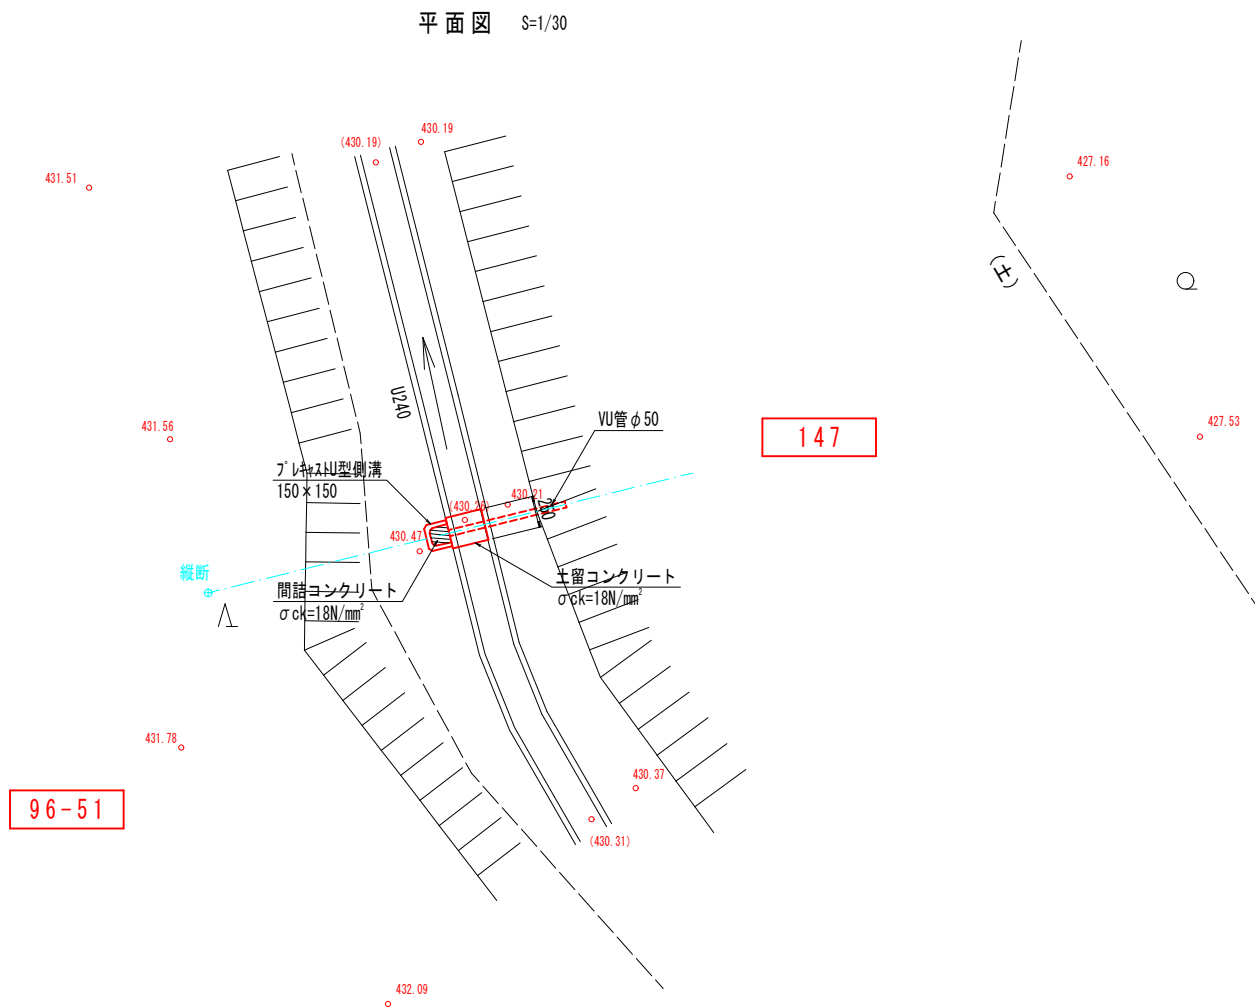 平面図 S=1/30
(430.19)
430.19
431.51
427.16
(土)
U240
VU管φ50
147
427.53
431.56
プレキャストU型側溝
150×150
430.21
(430.26)
430.47
縦断
間詰コンクリート
σck=18N/mm²
土留コンクリート
σck=18N/mm²
431.78
430.37
96-51
(430.31)
432.09